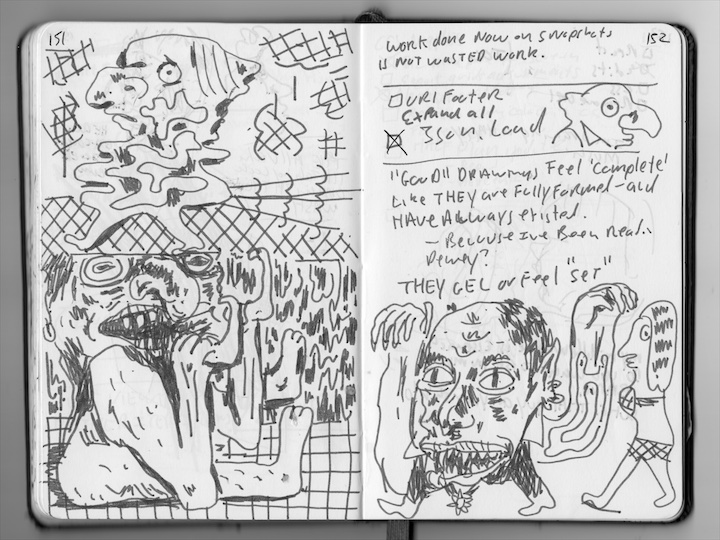 151
152
Work done now on snapshots
is not wasted work.
URI Footer
Expand all
Json. Load
"Good" Drawings Feel 'complete'
Like THEY are Fully Formed - and
HAVE Always existed.
- Because I've Been Read..
Dewey?
THEY GEL or Feel "set"